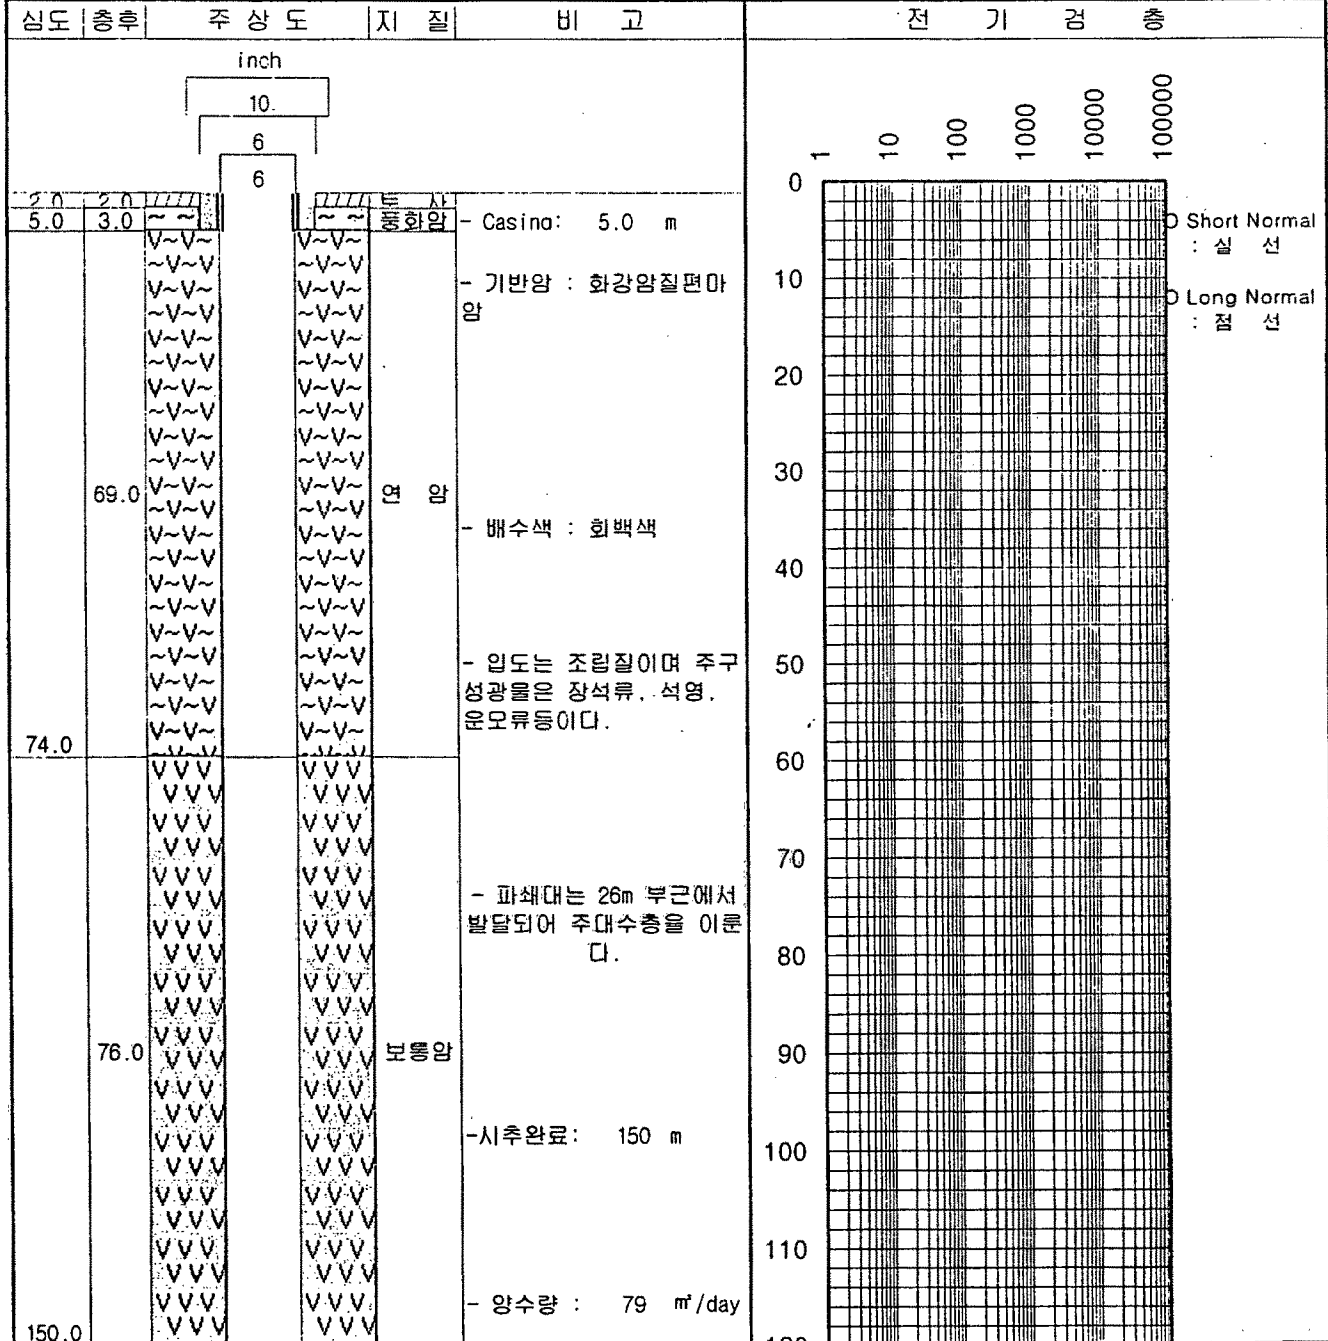 심도 층후 주 상 도 지 질 비 고 전 기 검 층
inch
10
6
6
1 10 100 1000 10000 100000
2.0 2.0 토 사
5.0 3.0 풍화암 - Casing: 5.0 m
- 기반암 : 화강암질편마
암
69.0 연 암
- 배수색 : 회백색
- 입도는 조립질이며 주구
성광물은 장석류, 석영,
운모류등이다.
74.0
- 파쇄대는 26m 부근에서
발달되어 주대수층을 이룬
다.
76.0 보통암
-시추완료: 150 m
- 양수량 : 79 ㎥/day
150.0
0
10
20
30
40
50
60
70
80
90
100
110
O Short Normal
: 실 선
O Long Normal
: 점 선